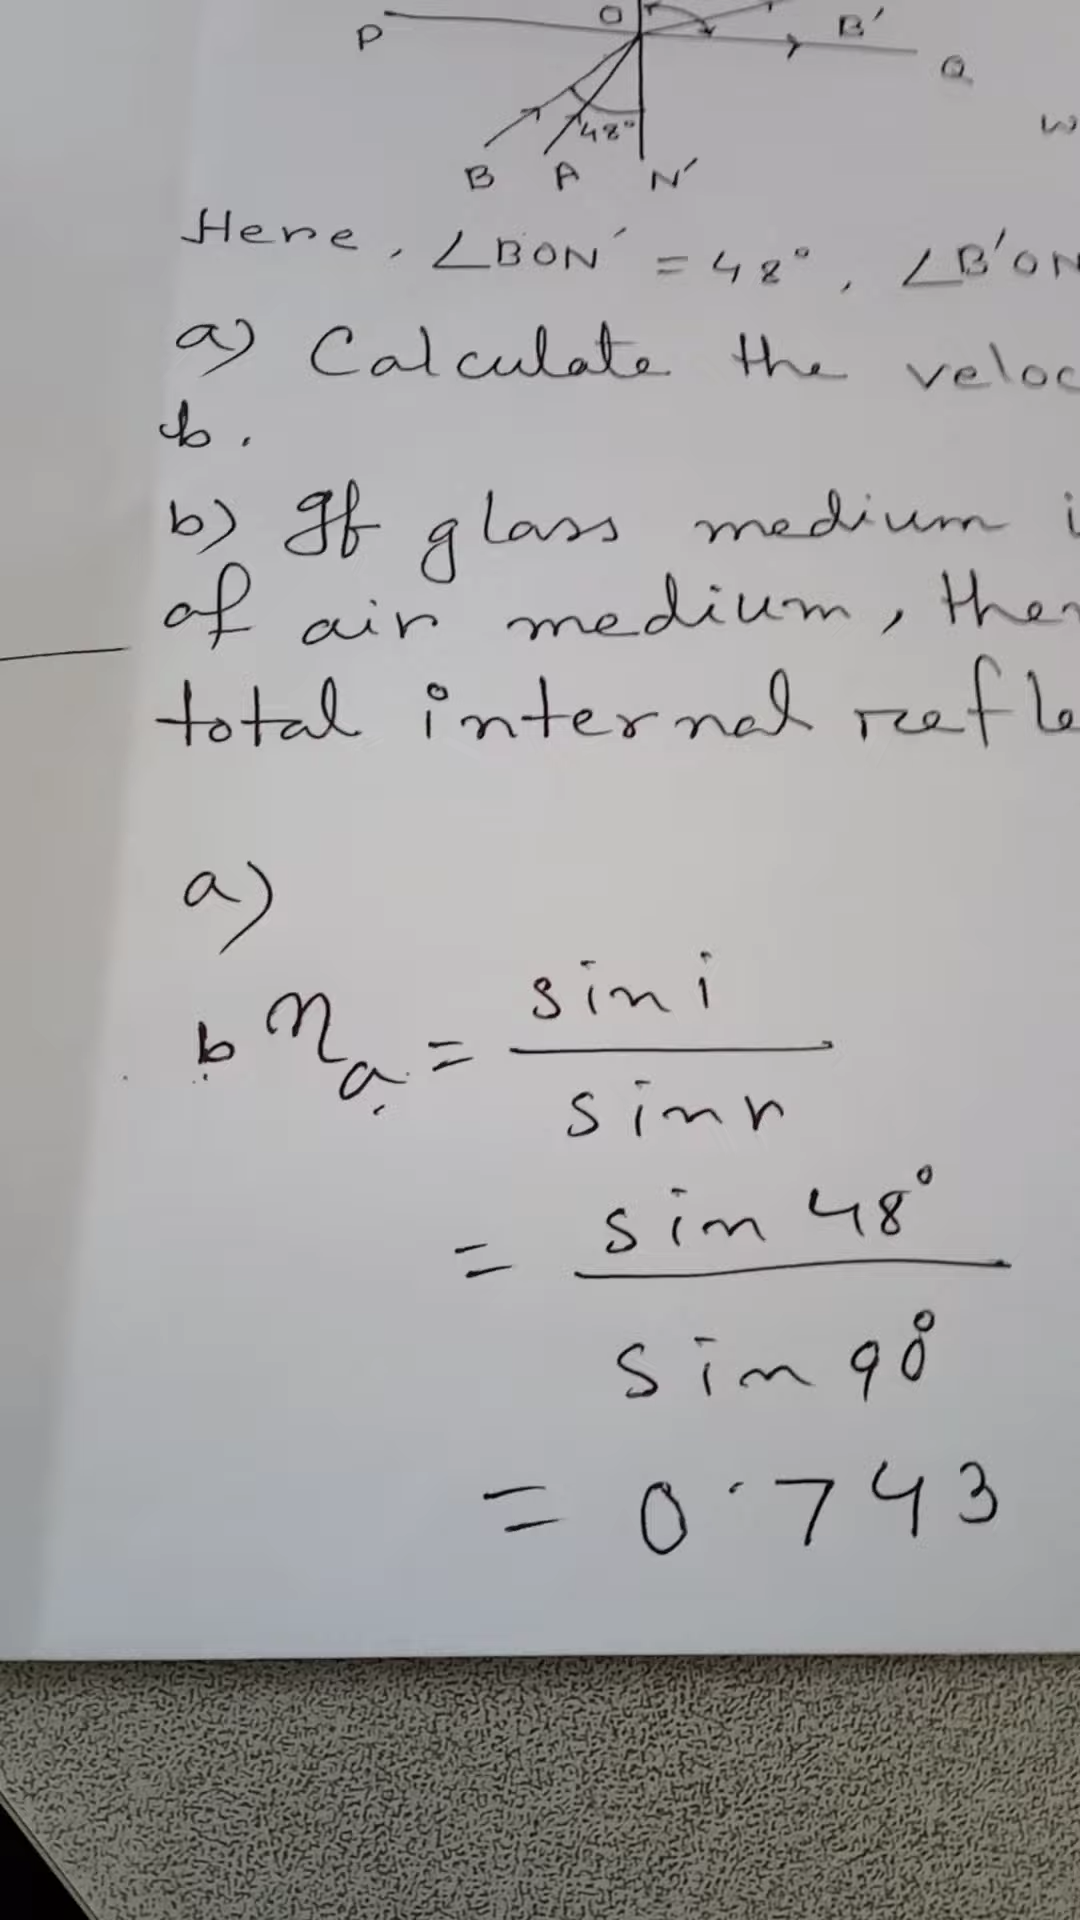 O B′
P Q
48° W
B A N′
Here, ∠BON′ = 48°, ∠B′ON
a) Calculate the veloc
b.
b) If glass medium i
of air medium, the
total internal refle
a)
b η a = sin i
sin r
= sin 48°
sin 90°
= 0.743